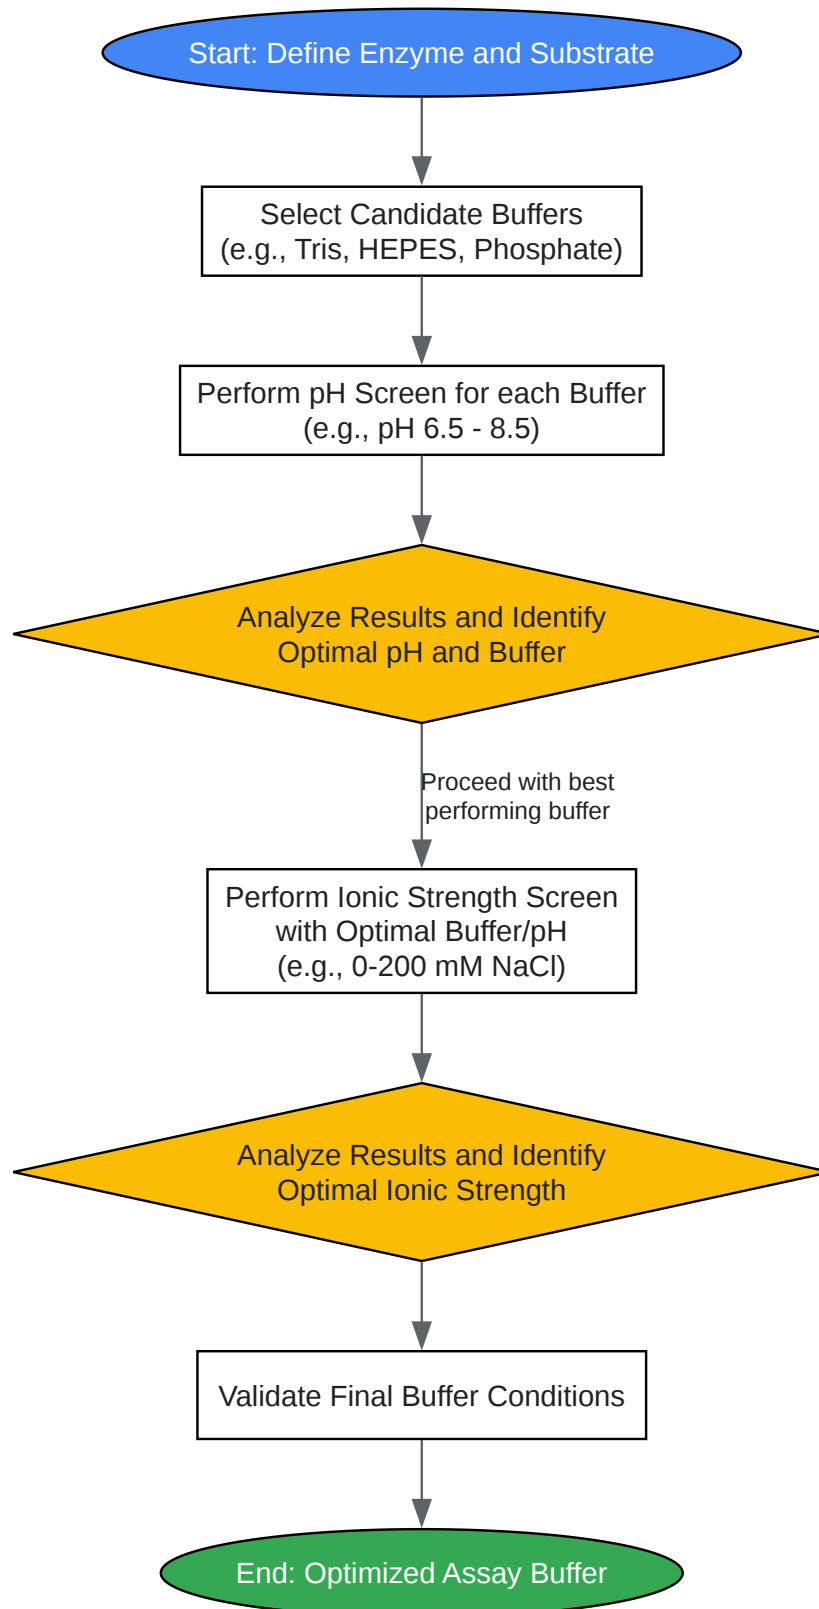 Start: Define Enzyme and Substrate
Select Candidate Buffers
(e.g., Tris, HEPES, Phosphate)
Perform pH Screen for each Buffer
(e.g., pH 6.5 - 8.5)
Analyze Results and Identify
Optimal pH and Buffer
Proceed with best
performing buffer
Perform Ionic Strength Screen
with Optimal Buffer/pH
(e.g., 0-200 mM NaCl)
Analyze Results and Identify
Optimal Ionic Strength
Validate Final Buffer Conditions
End: Optimized Assay Buffer